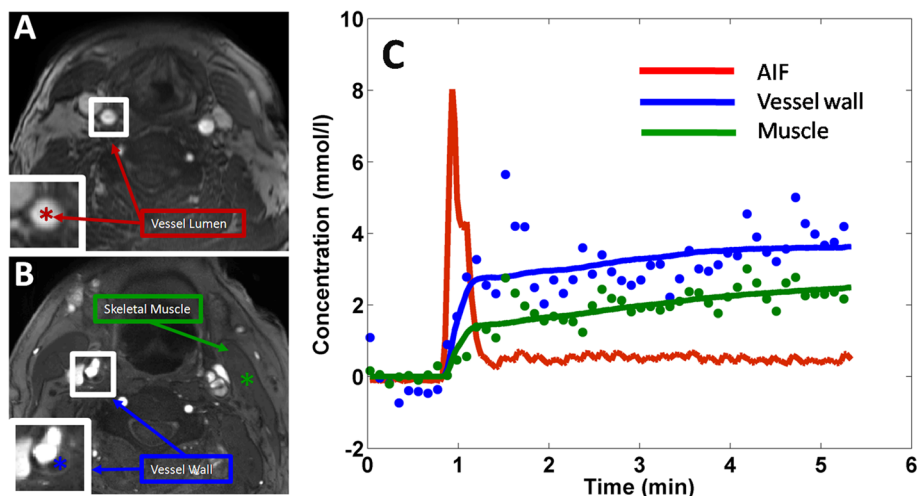 A
Vessel Lumen
*
B
Skeletal Muscle
*
*
Vessel Wall
C
AIF
Vessel wall
Muscle
Concentration (mmol/l)
10
8
6
4
2
0
-2
0 1 2 3 4 5 6
Time (min)